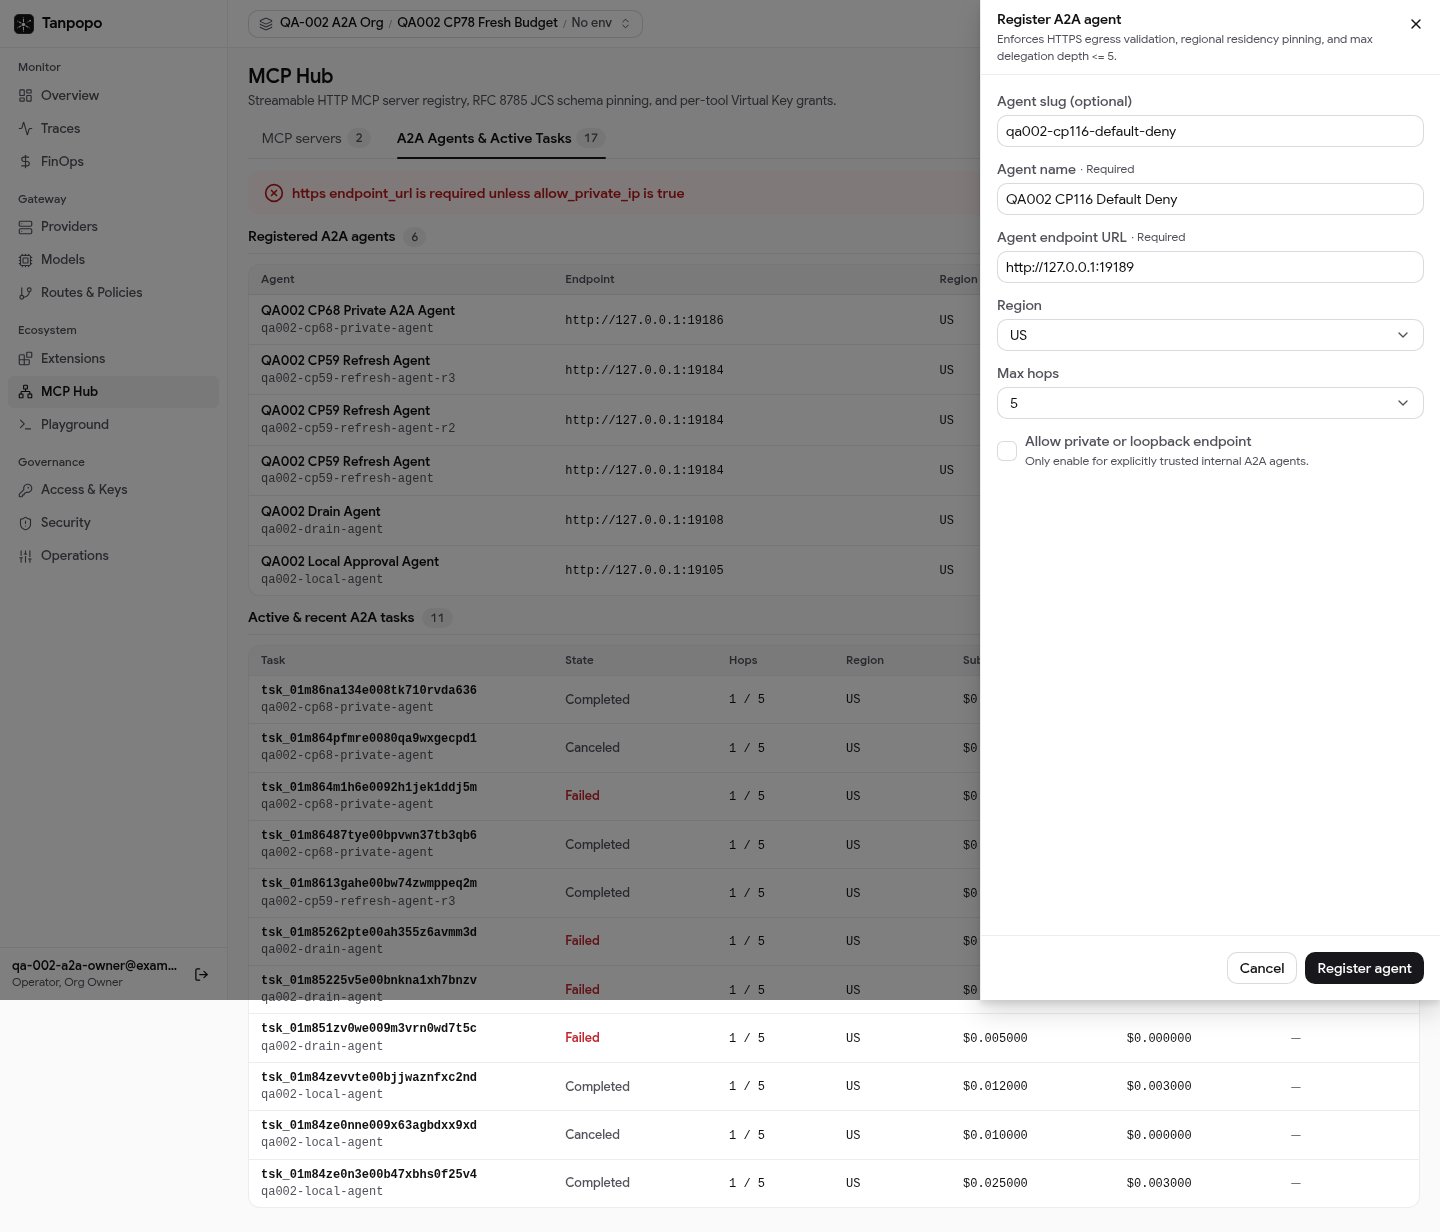 Tanpopo
Monitor
Overview
Traces
FinOps
Gateway
Providers
Models
Routes & Policies
Ecosystem
Extensions
MCP Hub
Playground
Governance
Access & Keys
Security
Operations
qa-002-a2a-owner@exam...
Operator, Org Owner
QA-002 A2A Org / QA002 CP78 Fresh Budget / No env
MCP Hub
Streamable HTTP MCP server registry, RFC 8785 JCS schema pinning, and per-tool Virtual Key grants.
MCP servers 2 A2A Agents & Active Tasks 17
https endpoint_url is required unless allow_private_ip is true
Registered A2A agents 6
Agent Endpoint Region
QA002 CP68 Private A2A Agent
qa002-cp68-private-agent
http://127.0.0.1:19186 US
QA002 CP59 Refresh Agent
qa002-cp59-refresh-agent-r3
http://127.0.0.1:19184 US
QA002 CP59 Refresh Agent
qa002-cp59-refresh-agent-r2
http://127.0.0.1:19184 US
QA002 CP59 Refresh Agent
qa002-cp59-refresh-agent
http://127.0.0.1:19184 US
QA002 Drain Agent
qa002-drain-agent
http://127.0.0.1:19108 US
QA002 Local Approval Agent
qa002-local-agent
http://127.0.0.1:19105 US
Active & recent A2A tasks 11
Task State Hops Region Sub
tsk_01m86na134e008tk710rvda636
qa002-cp68-private-agent
Completed 1 / 5 US $0
tsk_01m864pfmre0080qa9wxgecpd1
qa002-cp68-private-agent
Canceled 1 / 5 US $0
tsk_01m864m1h6e0092h1jek1ddj5m
qa002-cp68-private-agent
Failed 1 / 5 US $0
tsk_01m86487tye00bpvwn37tb3qb6
qa002-cp68-private-agent
Completed 1 / 5 US $0
tsk_01m8613gahe00bw74zwmppeq2m
qa002-cp59-refresh-agent-r3
Completed 1 / 5 US $0
tsk_01m85262pte00ah355z6avmm3d
qa002-drain-agent
Failed 1 / 5 US $0
tsk_01m85225v5e00bnkna1xh7bnzv
qa002-drain-agent
Failed 1 / 5 US $0
tsk_01m851zv0we009m3vrn0wd7t5c
qa002-drain-agent
Failed 1 / 5 US $0.005000 $0.000000 —
tsk_01m84zevvte00bjjwaznfxc2nd
qa002-local-agent
Completed 1 / 5 US $0.012000 $0.003000 —
tsk_01m84ze0nne009x63agbdxx9xd
qa002-local-agent
Canceled 1 / 5 US $0.010000 $0.000000 —
tsk_01m84ze0n3e00b47xbhs0f25v4
qa002-local-agent
Completed 1 / 5 US $0.025000 $0.003000 —
Register A2A agent
Enforces HTTPS egress validation, regional residency pinning, and max
delegation depth <= 5.
Agent slug (optional)
qa002-cp116-default-deny
Agent name · Required
QA002 CP116 Default Deny
Agent endpoint URL · Required
http://127.0.0.1:19189
Region
US
Max hops
5
Allow private or loopback endpoint
Only enable for explicitly trusted internal A2A agents.
Cancel Register agent